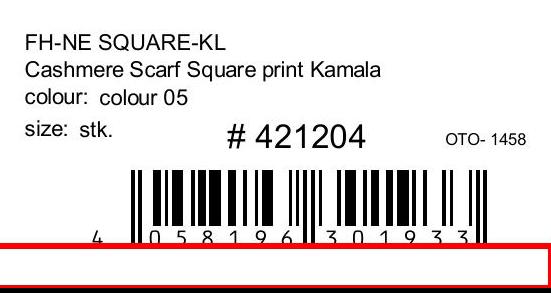 FH-NE SQUARE-KL
Cashmere Scarf Square print Kamala
colour: colour 05
size: stk.
# 421204
OTO- 1458
4 058196 301933